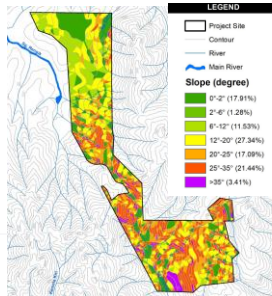 LEGEND
Project Site
Contour
River
Main River
Slope (degree)
0°-2° (17.91%)
2°-6° (1.28%)
6°-12° (11.53%)
12°-20° (27.34%)
20°-25° (17.09%)
25°-35° (21.44%)
>35° (3.41%)